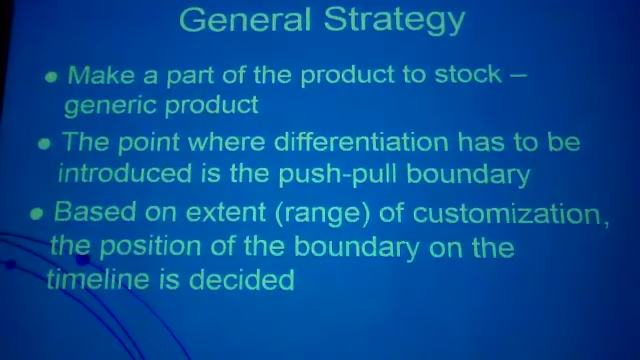 General Strategy
• Make a part of the product to stock –
generic product
• The point where differentiation has to be
introduced is the push-pull boundary
• Based on extent (range) of customization,
the position of the boundary on the
timeline is decided